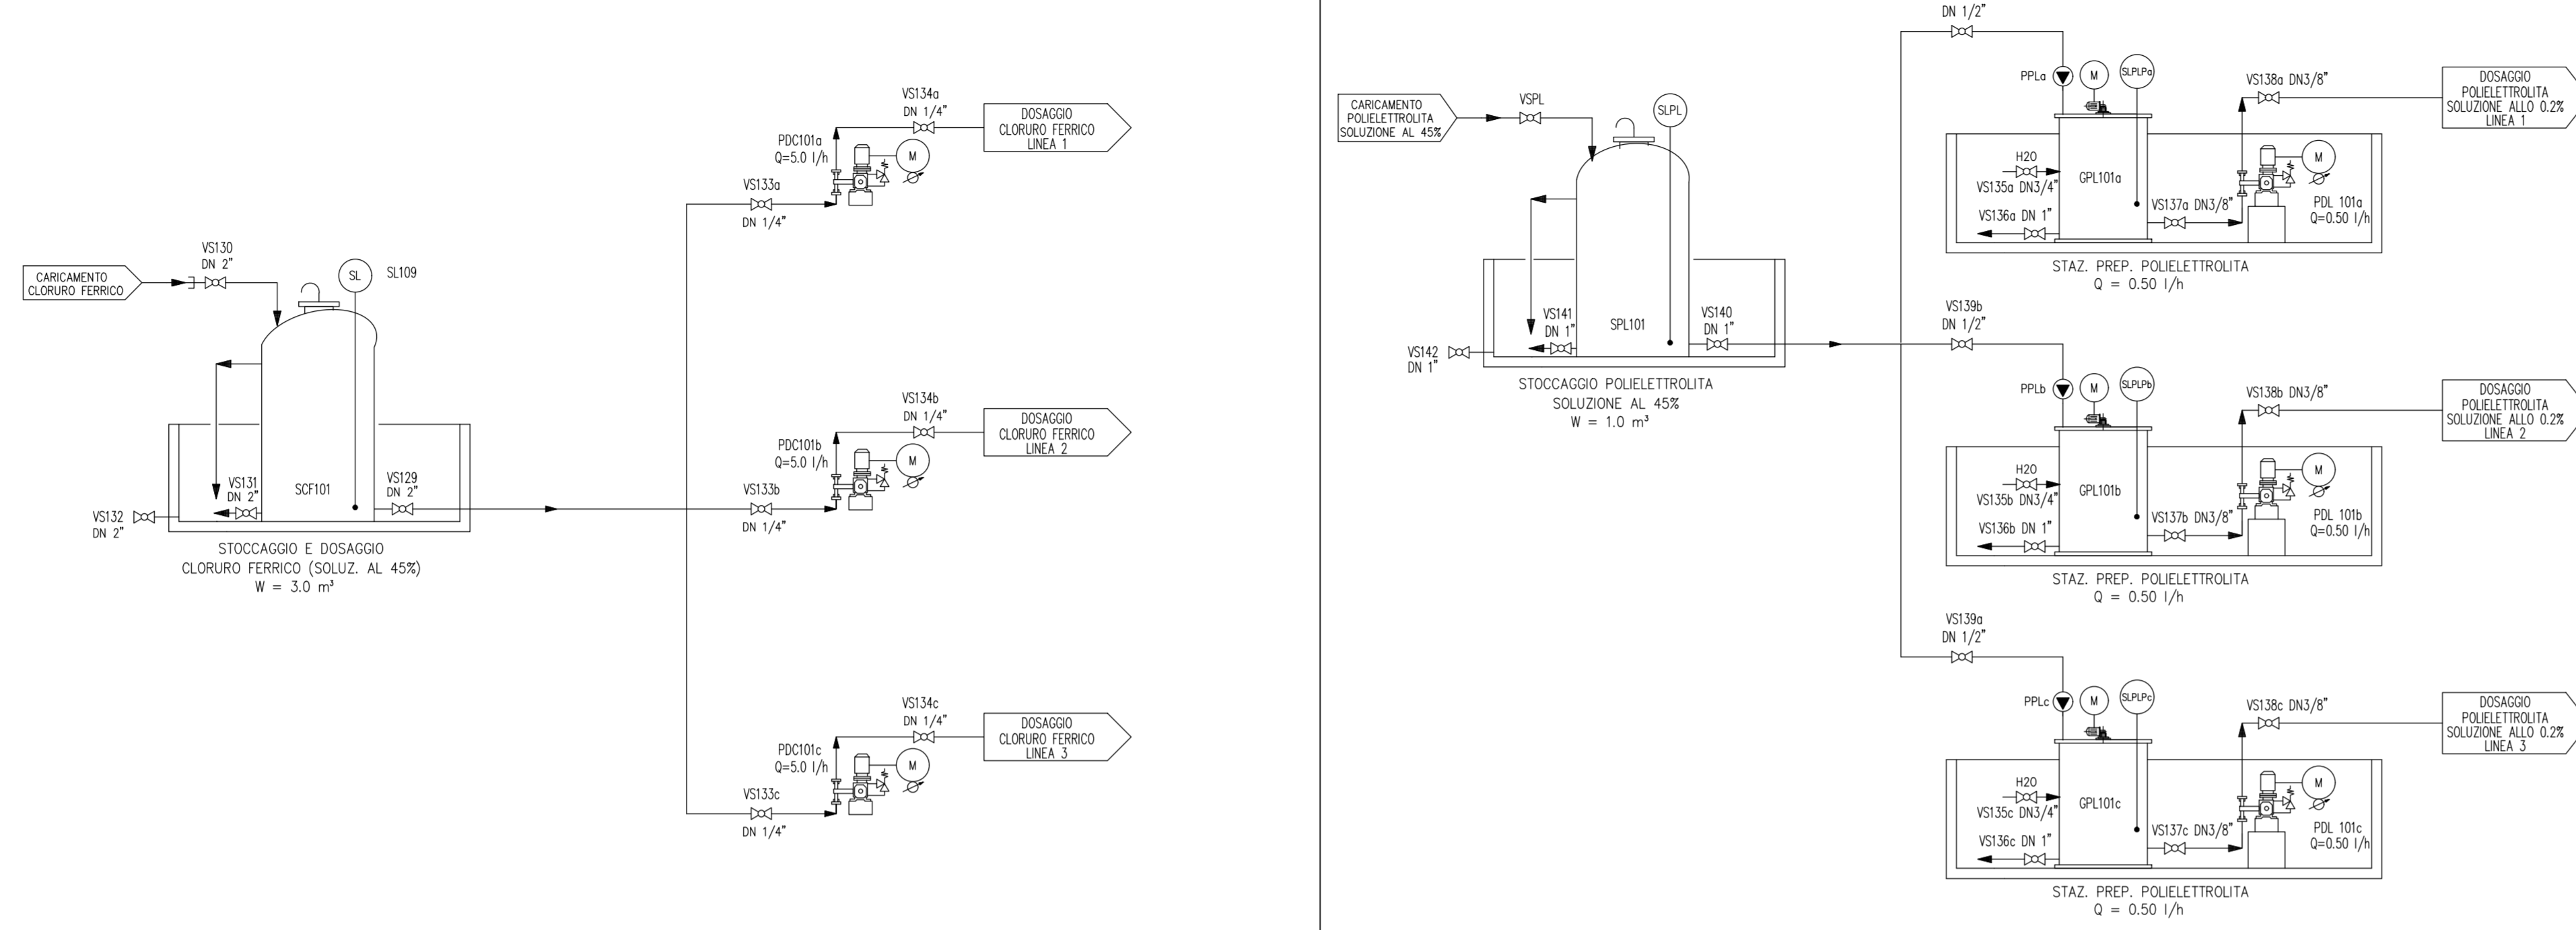 CARICAMENTO
CLORURO FERRICO
VS130
DN 2"
SL
SL109
VS131
DN 2"
SCF101
VS129
DN 2"
VS132
DN 2"
STOCCAGGIO E DOSAGGIO
CLORURO FERRICO (SOLUZ. AL 45%)
W = 3.0 m³
VS133a
DN 1/4"
PDC101a
Q=5.0 l/h
VS134a
DN 1/4"
M
DOSAGGIO
CLORURO FERRICO
LINEA 1
VS133b
DN 1/4"
PDC101b
Q=5.0 l/h
VS134b
DN 1/4"
M
DOSAGGIO
CLORURO FERRICO
LINEA 2
VS133c
DN 1/4"
PDC101c
Q=5.0 l/h
VS134c
DN 1/4"
M
DOSAGGIO
CLORURO FERRICO
LINEA 3
CARICAMENTO
POLIELETTROLITA
SOLUZIONE AL 45%
VSPL
SLPL
VS141
DN 1"
SPL101
VS140
DN 1"
VS142
DN 1"
STOCCAGGIO POLIELETTROLITA
SOLUZIONE AL 45%
W = 1.0 m³
DN 1/2"
PPLa
M
SLPLPa
VS138a DN3/8"
DOSAGGIO
POLIELETTROLITA
SOLUZIONE ALLO 0.2%
LINEA 1
H2O
VS135a DN3/4"
GPL101a
VS136a DN 1"
VS137a DN3/8"
M
PDL 101a
Q=0.50 l/h
STAZ. PREP. POLIELETTROLITA
Q = 0.50 l/h
VS139b
DN 1/2"
PPLb
M
SLPLPb
VS138b DN3/8"
DOSAGGIO
POLIELETTROLITA
SOLUZIONE ALLO 0.2%
LINEA 2
H2O
VS135b DN3/4"
GPL101b
VS136b DN 1"
VS137b DN3/8"
M
PDL 101b
Q=0.50 l/h
STAZ. PREP. POLIELETTROLITA
Q = 0.50 l/h
VS139a
DN 1/2"
PPLc
M
SLPLPc
VS138c DN3/8"
DOSAGGIO
POLIELETTROLITA
SOLUZIONE ALLO 0.2%
LINEA 3
H2O
VS135c DN3/4"
GPL101c
VS136c DN 1"
VS137c DN3/8"
M
PDL 101c
Q=0.50 l/h
STAZ. PREP. POLIELETTROLITA
Q = 0.50 l/h